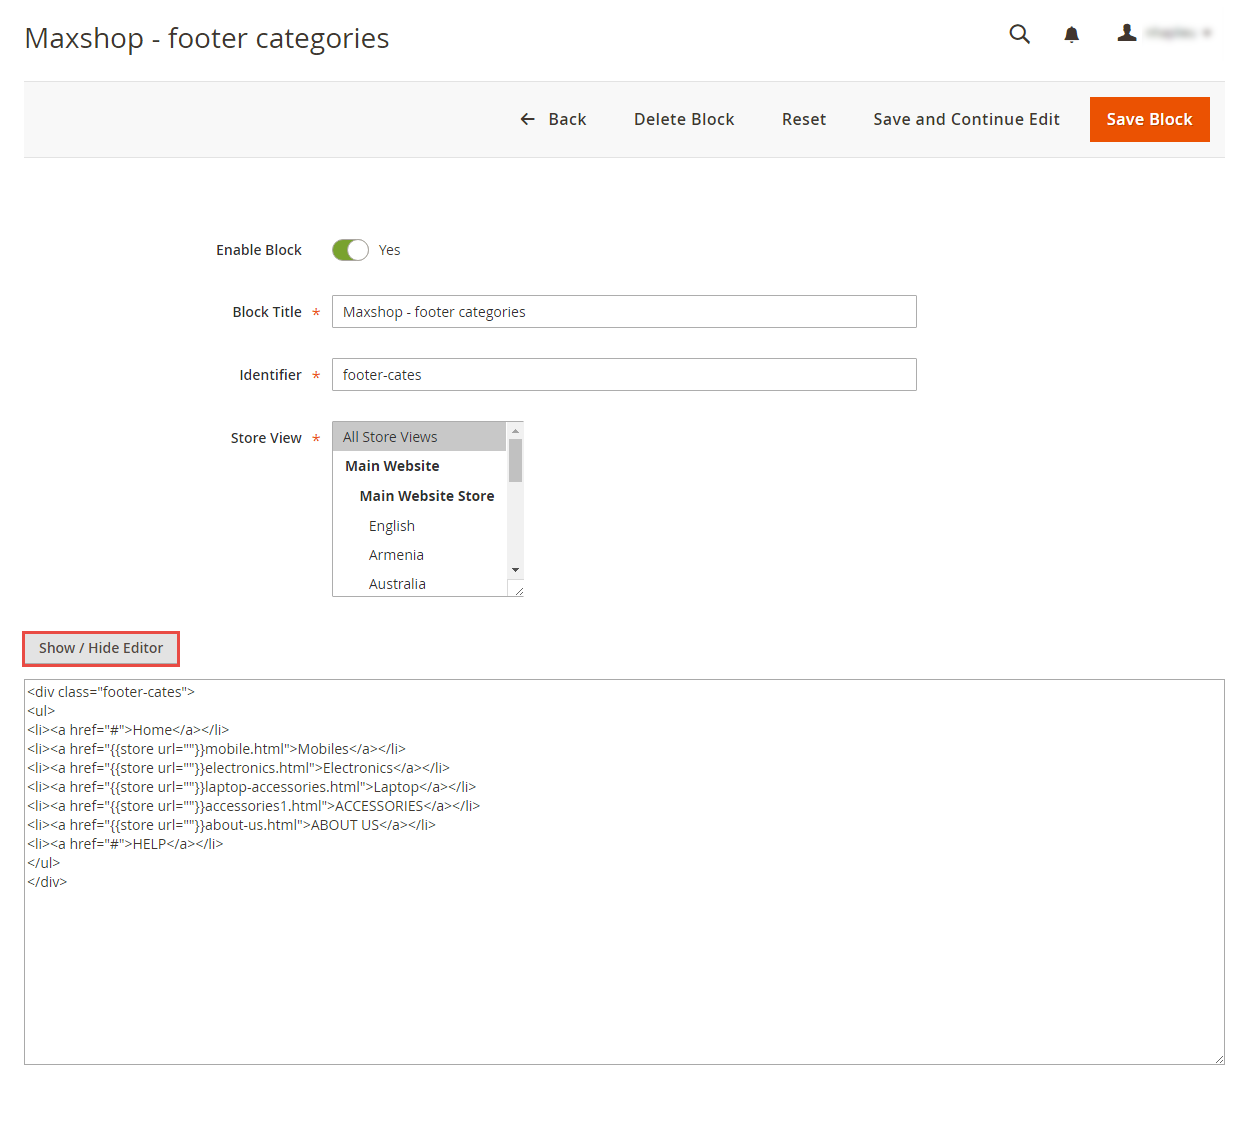 Maxshop - footer categories
Back
Delete Block
Reset
Save and Continue Edit
Save Block
Enable Block
Yes
Block Title *
Maxshop - footer categories
Identifier *
footer-cates
Store View *
All Store Views
Main Website
Main Website Store
English
Armenia
Australia
Show / Hide Editor
<div class="footer-cates">
<ul>
<li><a href="#">Home</a></li>
<li><a href="{{store url=""}}mobile.html">Mobiles</a></li>
<li><a href="{{store url=""}}electronics.html">Electronics</a></li>
<li><a href="{{store url=""}}laptop-accessories.html">Laptop</a></li>
<li><a href="{{store url=""}}accessories1.html">ACCESSORIES</a></li>
<li><a href="{{store url=""}}about-us.html">ABOUT US</a></li>
<li><a href="#">HELP</a></li>
</ul>
</div>